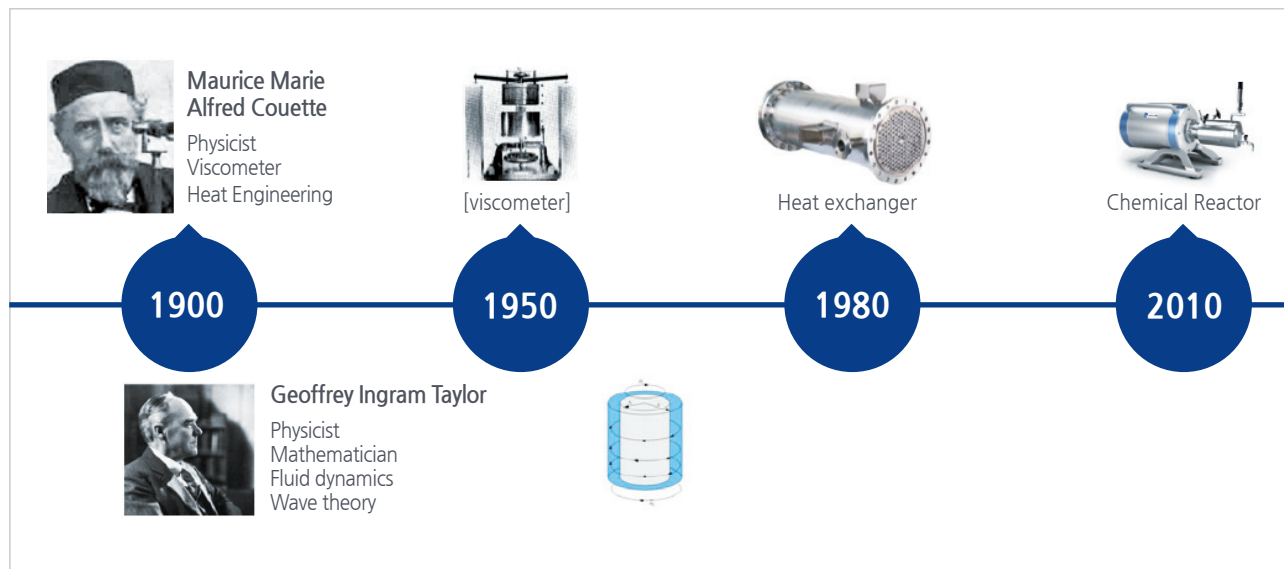 Maurice Marie
Alfred Couette
Physicist
Viscometer
Heat Engineering
[viscometer]
Heat exchanger
Chemical Reactor
1900
1950
1980
2010
Geoffrey Ingram Taylor
Physicist
Mathematician
Fluid dynamics
Wave theory